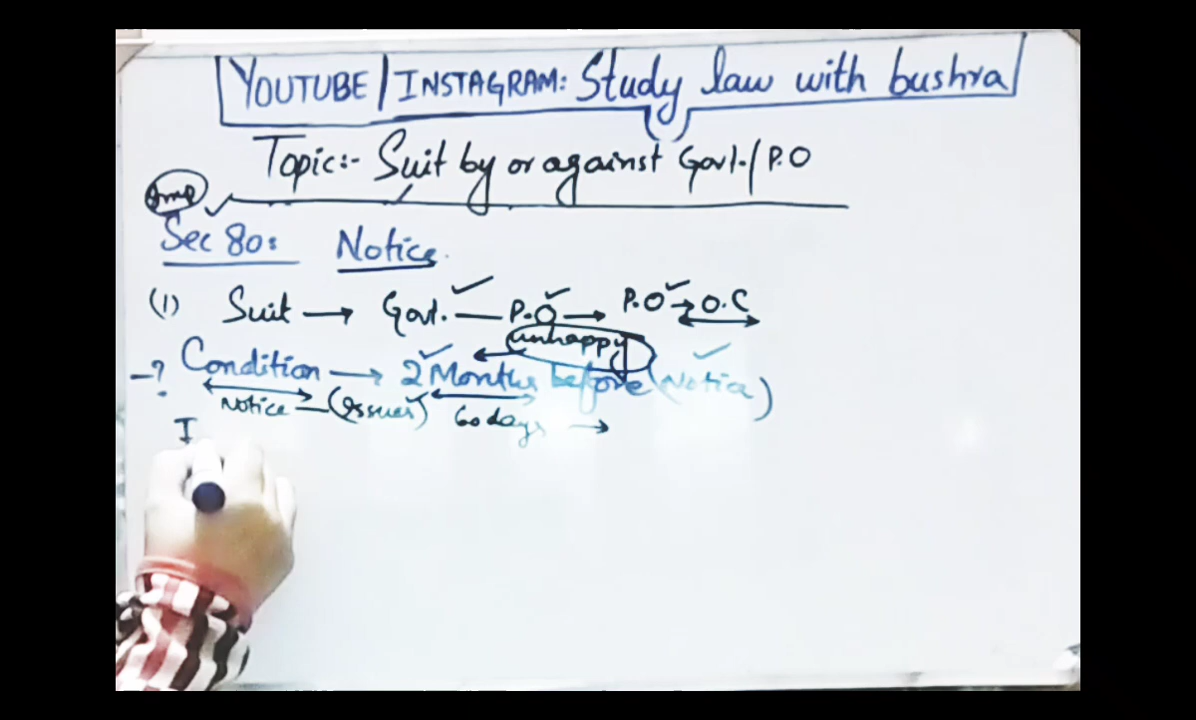 YOUTUBE | INSTAGRAM: Study law with bushra
Topic:- Suit by or against Govt./P.O
Imp
Sec 80: Notice.
(1) Suit → Govt. — P.O → P.O → O.C
unhappy
-? Condition → 2 Months before (Notice)
Notice — (Issues) 60 days →
I